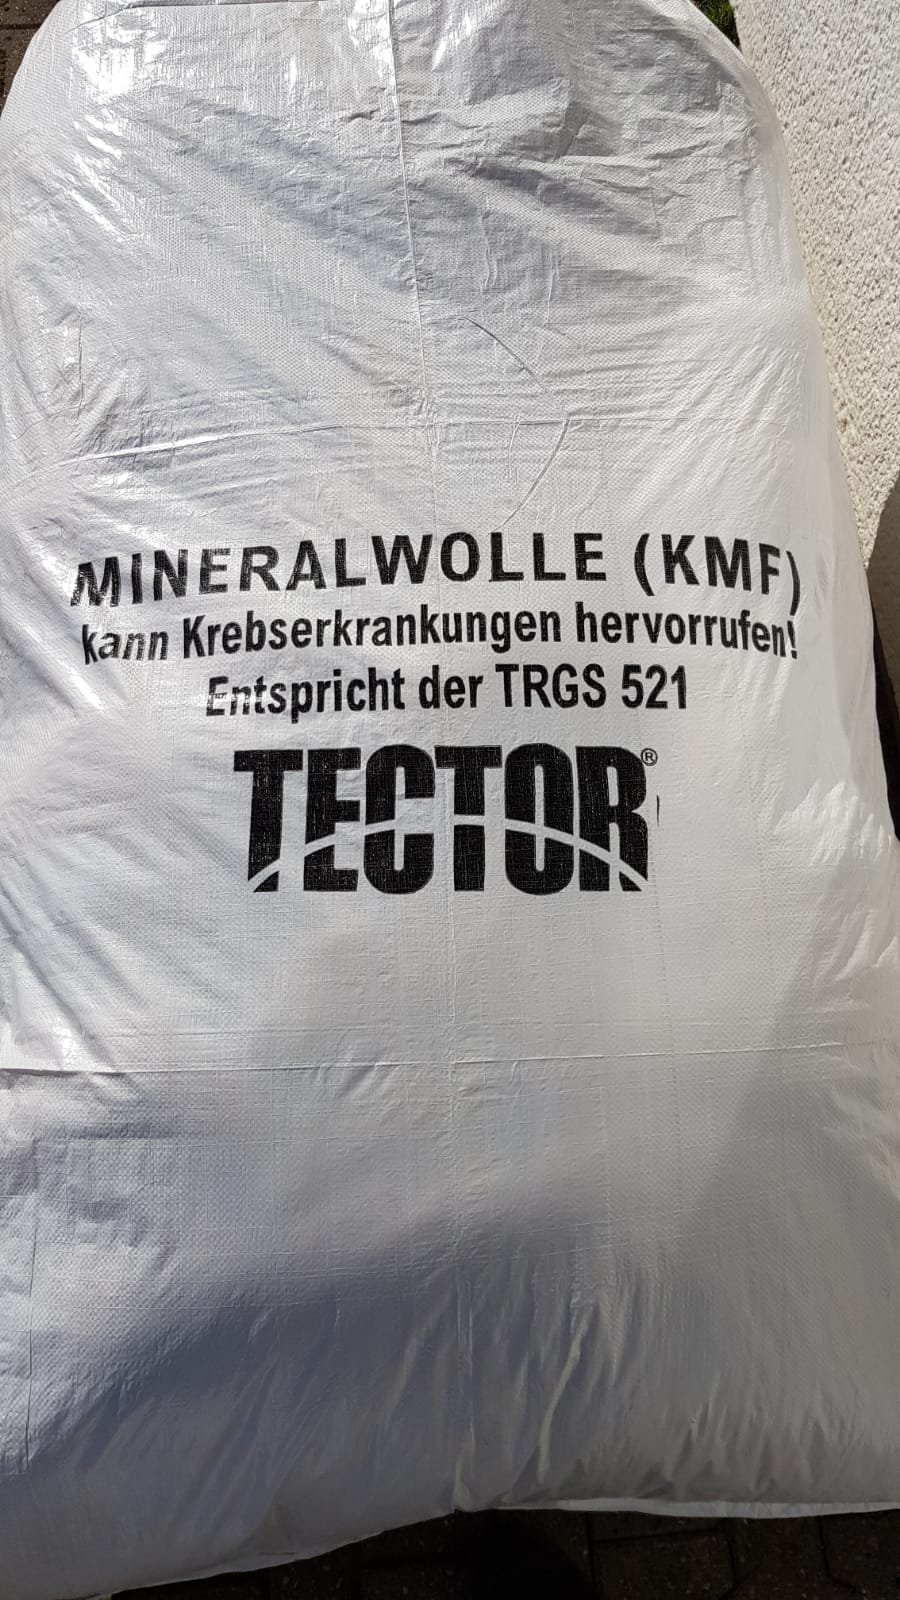 MINERALWOLLE (KMF)
kann Krebserkrankungen hervorrufen!
Entspricht der TRGS 521
TECTOR®